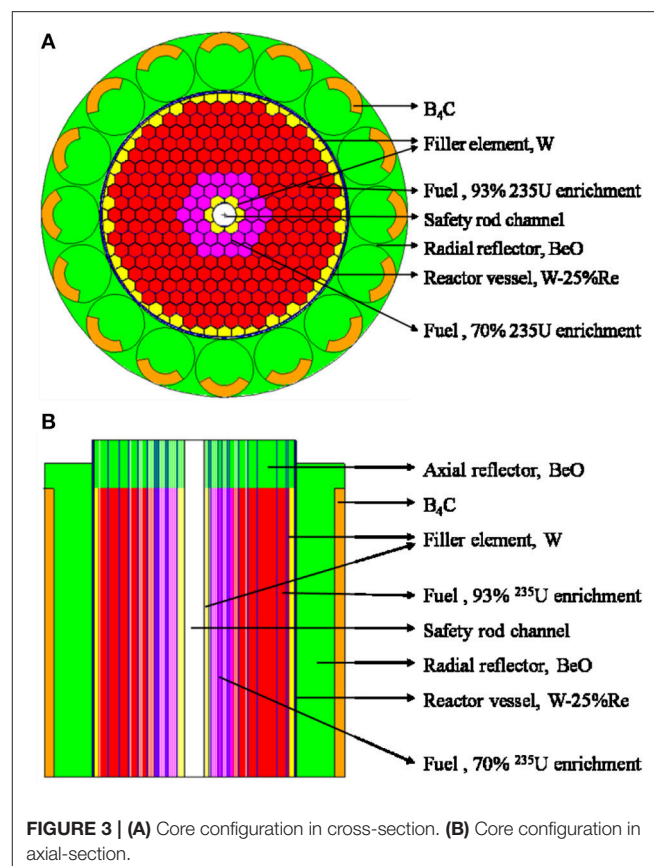 A
B₄C
Filler element, W
Fuel , 93% 235U enrichment
Safety rod channel
Radial reflector, BeO
Reactor vessel, W-25%Re
Fuel , 70% 235U enrichment
B
Axial reflector, BeO
B₄C
Filler element, W
Fuel , 93% ²³⁵U enrichment
Safety rod channel
Radial reflector, BeO
Reactor vessel, W-25%Re
Fuel , 70% ²³⁵U enrichment
FIGURE 3 | (A) Core configuration in cross-section. (B) Core configuration in
axial-section.